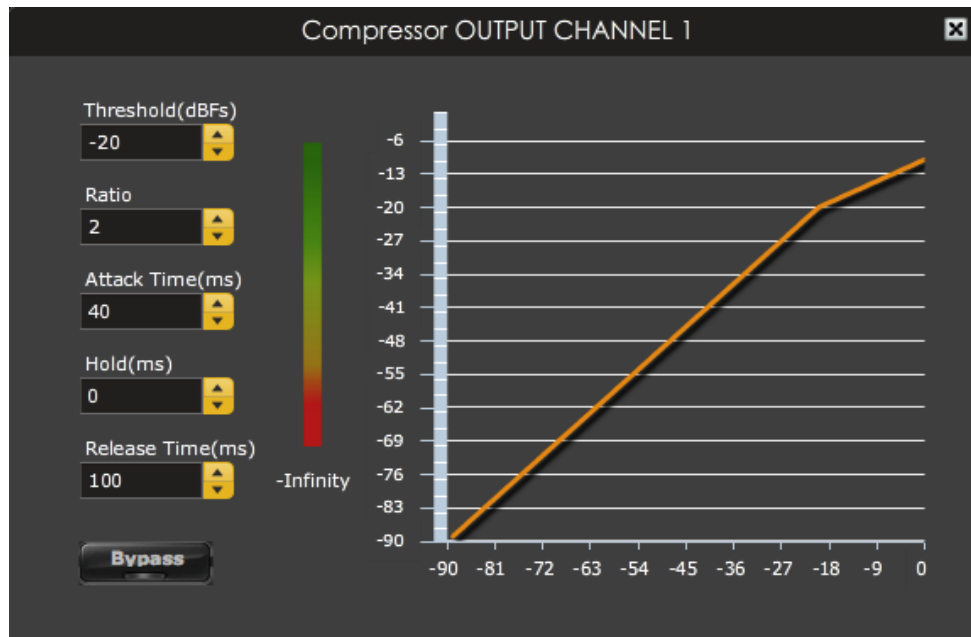 Compressor OUTPUT CHANNEL 1
Threshold(dBFs)
-20
Ratio
2
Attack Time(ms)
40
Hold(ms)
0
Release Time(ms)
100
Bypass
-Infinity
-6
-13
-20
-27
-34
-41
-48
-55
-62
-69
-76
-83
-90
-90 -81 -72 -63 -54 -45 -36 -27 -18 -9 0